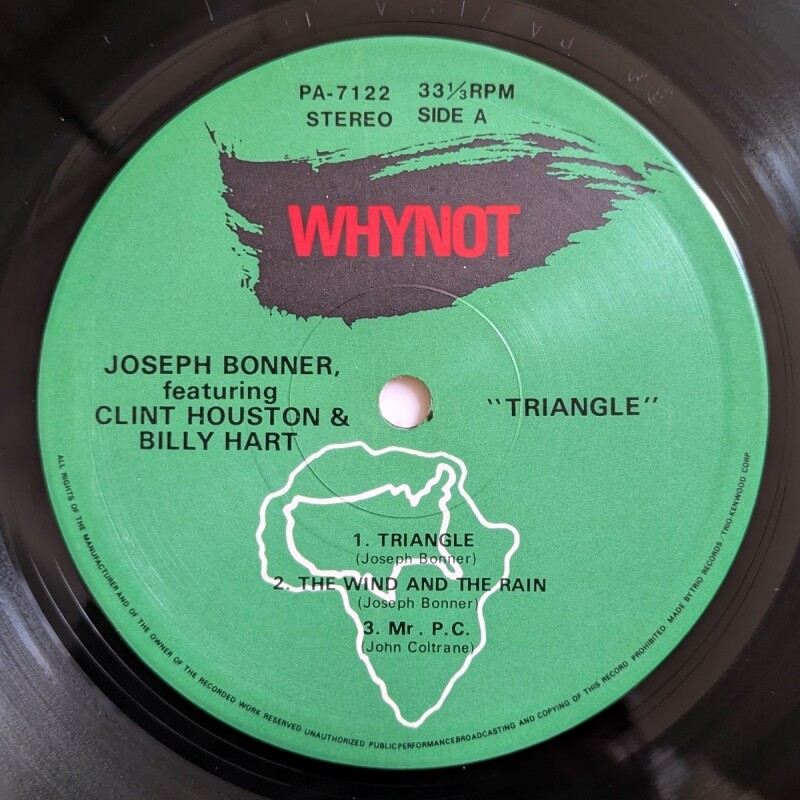 PA-7122 33⅓RPM
STEREO SIDE A
WHYNOT
JOSEPH BONNER,
featuring
CLINT HOUSTON &
BILLY HART
"TRIANGLE"
1. TRIANGLE
(Joseph Bonner)
2. THE WIND AND THE RAIN
(Joseph Bonner)
3. Mr. P.C.
(John Coltrane)
ALL RIGHTS OF THE MANUFACTURER AND OF THE OWNER OF THE RECORDED WORK RESERVED. UNAUTHORIZED PUBLIC PERFORMANCE.BROADCASTING AND COPYING OF THIS RECORD PROHIBITED. MADE BY TRIO RECORDS/TRIO-KENWOOD CORP